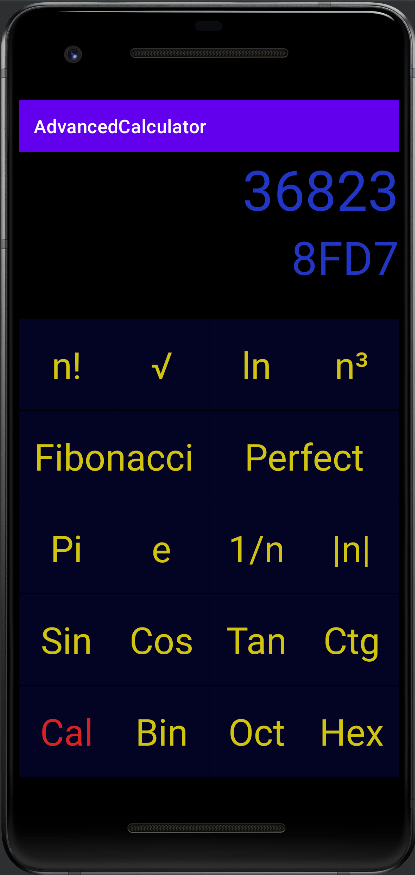 AdvancedCalculator
36823
8FD7
n! √ ln n³
Fibonacci Perfect
Pi e 1/n |n|
Sin Cos Tan Ctg
Cal Bin Oct Hex